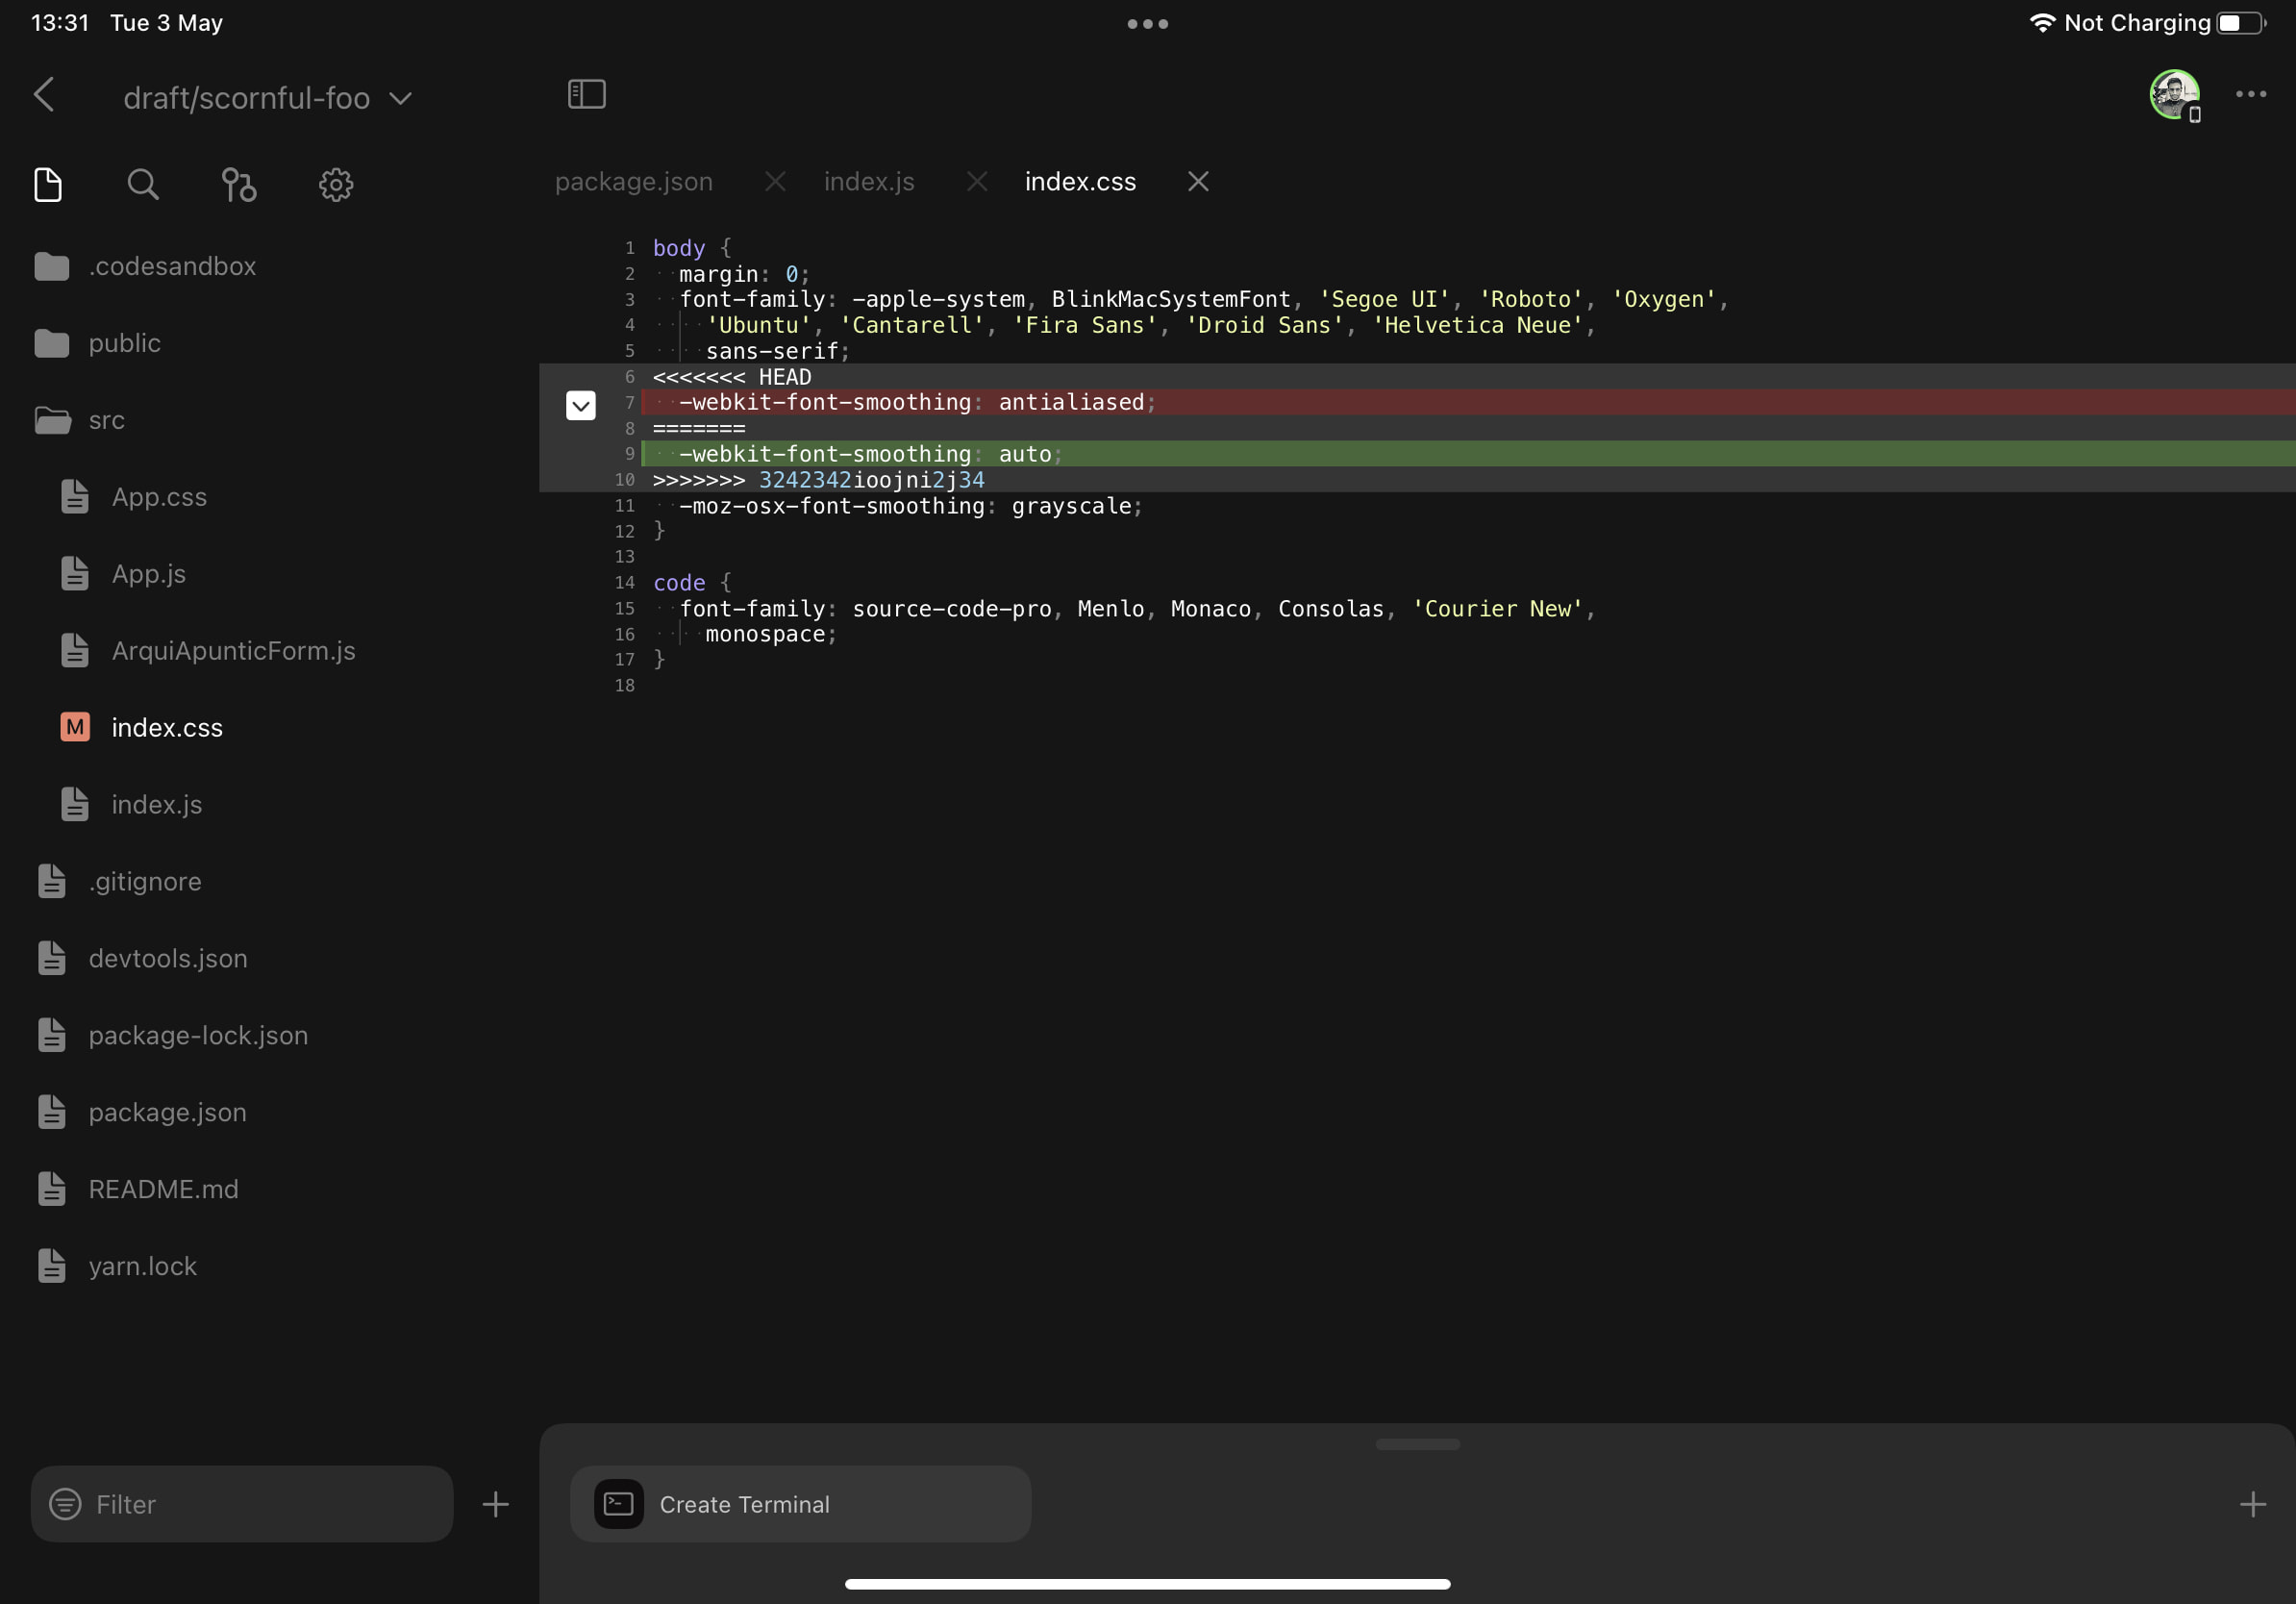 13:31 Tue 3 May
Not Charging
draft/scornful-foo
package.json
index.js
index.css
.codesandbox
public
src
App.css
App.js
ArquiApunticForm.js
M index.css
index.js
.gitignore
devtools.json
package-lock.json
package.json
README.md
yarn.lock
Filter
1 body {
2 margin: 0;
3 font-family: -apple-system, BlinkMacSystemFont, 'Segoe UI', 'Roboto', 'Oxygen',
4 'Ubuntu', 'Cantarell', 'Fira Sans', 'Droid Sans', 'Helvetica Neue',
5 sans-serif;
6 <<<<<<< HEAD
7 -webkit-font-smoothing: antialiased;
8 =======
9 -webkit-font-smoothing: auto;
10 >>>>>>> 3242342ioojni2j34
11 -moz-osx-font-smoothing: grayscale;
12 }
13
14 code {
15 font-family: source-code-pro, Menlo, Monaco, Consolas, 'Courier New',
16 monospace;
17 }
18
Create Terminal